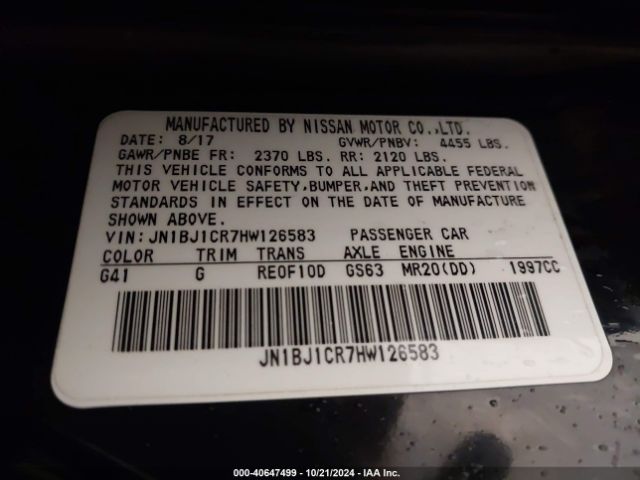 MANUFACTURED BY NISSAN MOTOR CO.,LTD.
DATE: 8/17 GVWR/PNBV: 4455 LBS.
GAWR/PNBE FR: 2370 LBS. RR: 2120 LBS.
THIS VEHICLE CONFORMS TO ALL APPLICABLE FEDERAL
MOTOR VEHICLE SAFETY,BUMPER,AND THEFT PREVENTION
STANDARDS IN EFFECT ON THE DATE OF MANUFACTURE
SHOWN ABOVE.
VIN: JN1BJ1CR7HW126583 PASSENGER CAR
COLOR TRIM TRANS AXLE ENGINE
G41 G RE0F10D GS63 MR20(DD) 1997CC
JN1BJ1CR7HW126583
000-40647499 - 10/21/2024 - IAA Inc.